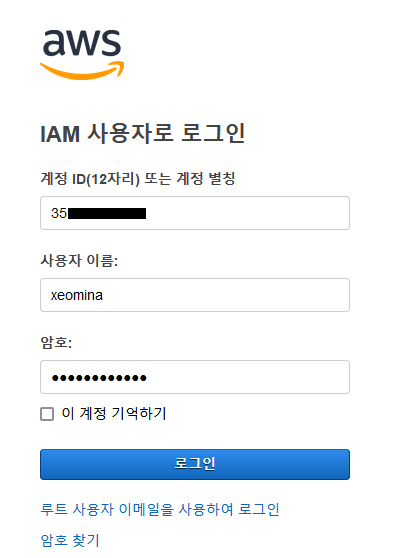 aws
IAM 사용자로 로그인
계정 ID(12자리) 또는 계정 별칭
35
사용자 이름:
xeomina
암호:
●●●●●●●●●●●●
이 계정 기억하기
로그인
루트 사용자 이메일을 사용하여 로그인
암호 찾기